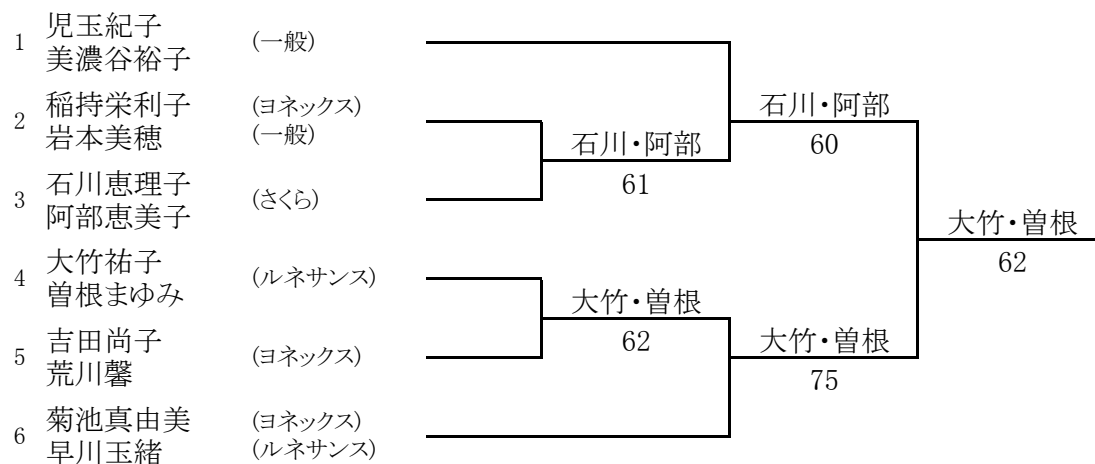 1 児玉紀子 (一般)
美濃谷裕子
2 稲持栄利子 (ヨネックス)
岩本美穂 (一般)
3 石川恵理子 (さくら)
阿部恵美子
4 大竹祐子 (ルネサンス)
曽根まゆみ
5 吉田尚子 (ヨネックス)
荒川馨
6 菊池真由美 (ヨネックス)
早川玉緒 (ルネサンス)
石川・阿部
61
大竹・曽根
62
石川・阿部
60
大竹・曽根
75
大竹・曽根
62